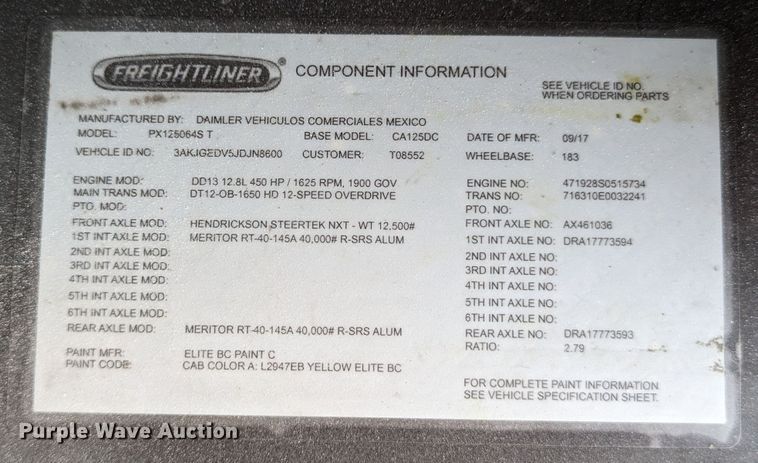 FREIGHTLINER ® COMPONENT INFORMATION
SEE VEHICLE ID NO.
WHEN ORDERING PARTS
MANUFACTURED BY: DAIMLER VEHICULOS COMERCIALES MEXICO
MODEL: PX125064S T BASE MODEL: CA125DC DATE OF MFR: 09/17
VEHICLE ID NO: 3AKJGEDV5JDJN8600 CUSTOMER: T08552 WHEELBASE: 183
ENGINE MOD: DD13 12.8L 450 HP / 1625 RPM, 1900 GOV ENGINE NO: 471928S0515734
MAIN TRANS MOD: DT12-OB-1650 HD 12-SPEED OVERDRIVE TRANS NO: 716310E0032241
PTO. MOD: PTO. NO:
FRONT AXLE MOD: HENDRICKSON STEERTEK NXT - WT 12,500# FRONT AXLE NO: AX461036
1ST INT AXLE MOD: MERITOR RT-40-145A 40,000# R-SRS ALUM 1ST INT AXLE NO: DRA17773594
2ND INT AXLE MOD: 2ND INT AXLE NO:
3RD INT AXLE MOD: 3RD INT AXLE NO:
4TH INT AXLE MOD: 4TH INT AXLE NO:
5TH INT AXLE MOD: 5TH INT AXLE NO:
6TH INT AXLE MOD: 6TH INT AXLE NO:
REAR AXLE MOD: MERITOR RT-40-145A 40,000# R-SRS ALUM REAR AXLE NO: DRA17773593
RATIO: 2.79
PAINT MFR: ELITE BC PAINT C
PAINT CODE: CAB COLOR A: L2947EB YELLOW ELITE BC
FOR COMPLETE PAINT INFORMATION
SEE VEHICLE SPECIFICATION SHEET.
Purple Wave Auction